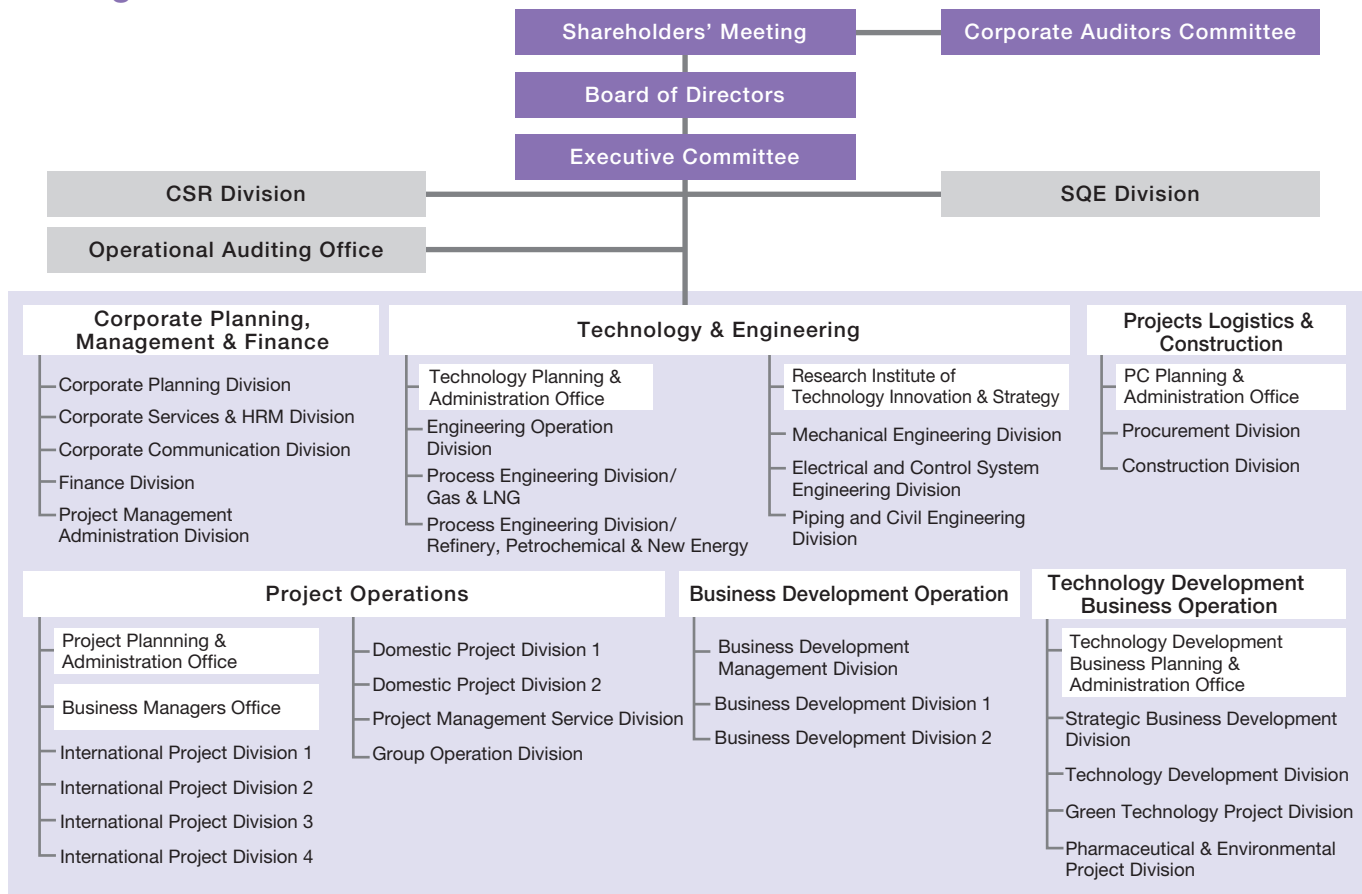 Shareholders' Meeting
Corporate Auditors Committee
Board of Directors
Executive Committee
CSR Division
SQE Division
Operational Auditing Office
Corporate Planning,
Management & Finance
Corporate Planning Division
Corporate Services & HRM Division
Corporate Communication Division
Finance Division
Project Management
Administration Division
Technology & Engineering
Technology Planning &
Administration Office
Engineering Operation
Division
Process Engineering Division/
Gas & LNG
Process Engineering Division/
Refinery, Petrochemical & New Energy
Research Institute of
Technology Innovation & Strategy
Mechanical Engineering Division
Electrical and Control System
Engineering Division
Piping and Civil Engineering
Division
Projects Logistics &
Construction
PC Planning &
Administration Office
Procurement Division
Construction Division
Project Operations
Project Plannning &
Administration Office
Business Managers Office
International Project Division 1
International Project Division 2
International Project Division 3
International Project Division 4
Domestic Project Division 1
Domestic Project Division 2
Project Management Service Division
Group Operation Division
Business Development Operation
Business Development
Management Division
Business Development Division 1
Business Development Division 2
Technology Development
Business Operation
Technology Development
Business Planning &
Administration Office
Strategic Business Development
Division
Technology Development Division
Green Technology Project Division
Pharmaceutical & Environmental
Project Division